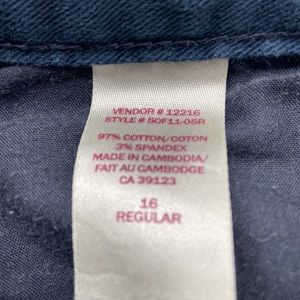 VENDOR # 12216
STYLE # 50F11-05R
97% COTTON/COTON
3% SPANDEX
MADE IN CAMBODIA/
FAIT AU CAMBODGE
CA 39123
16
REGULAR